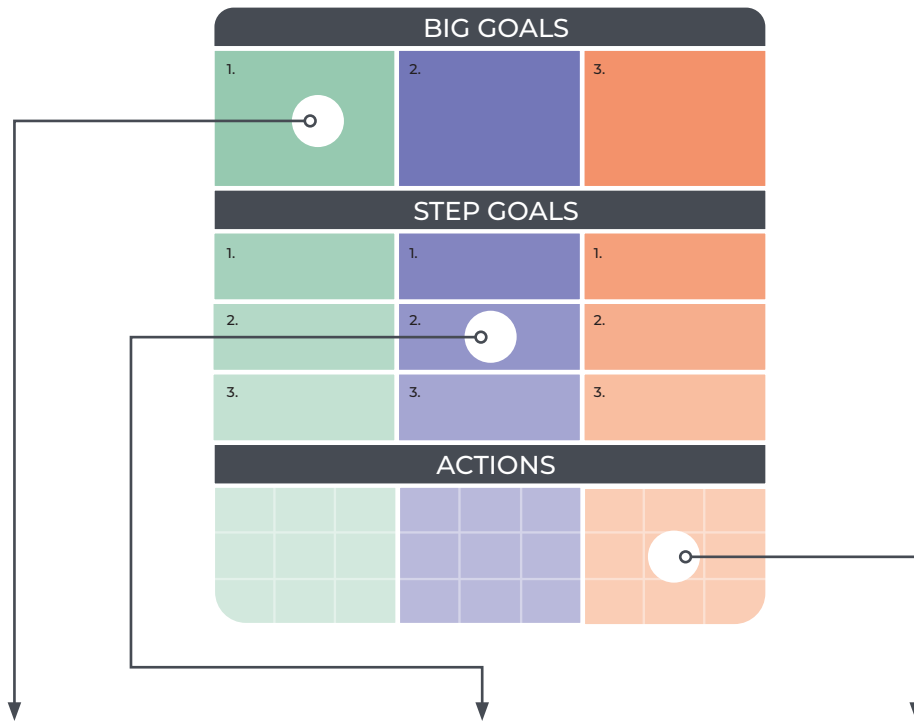 BIG GOALS
1. 2. 3.
STEP GOALS
1. 1. 1.
2. 2. 2.
3. 3. 3.
ACTIONS